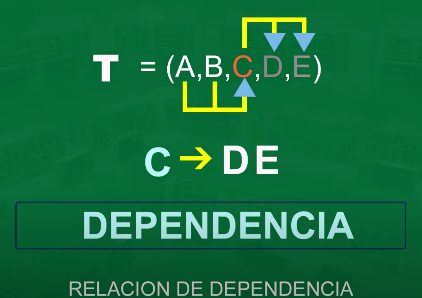 T = (A,B,C,D,E)
C → DE
DEPENDENCIA
RELACION DE DEPENDENCIA